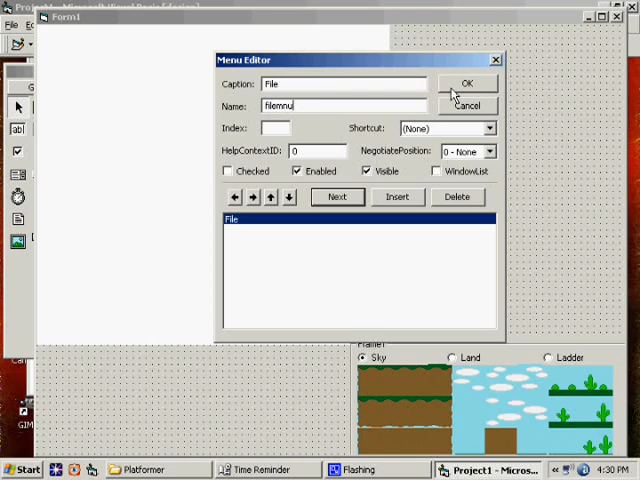 Form1
File
Menu Editor
Caption: File
OK
Name: filemnu
Cancel
Index:
Shortcut: (None)
HelpContextID: 0
NegotiatePosition: 0 - None
Checked
Enabled
Visible
WindowList
Next
Insert
Delete
File
Frame1
Sky
Land
Ladder
Start
Platformer
Time Reminder
Flashing
Project1 - Micros...
4:30 PM